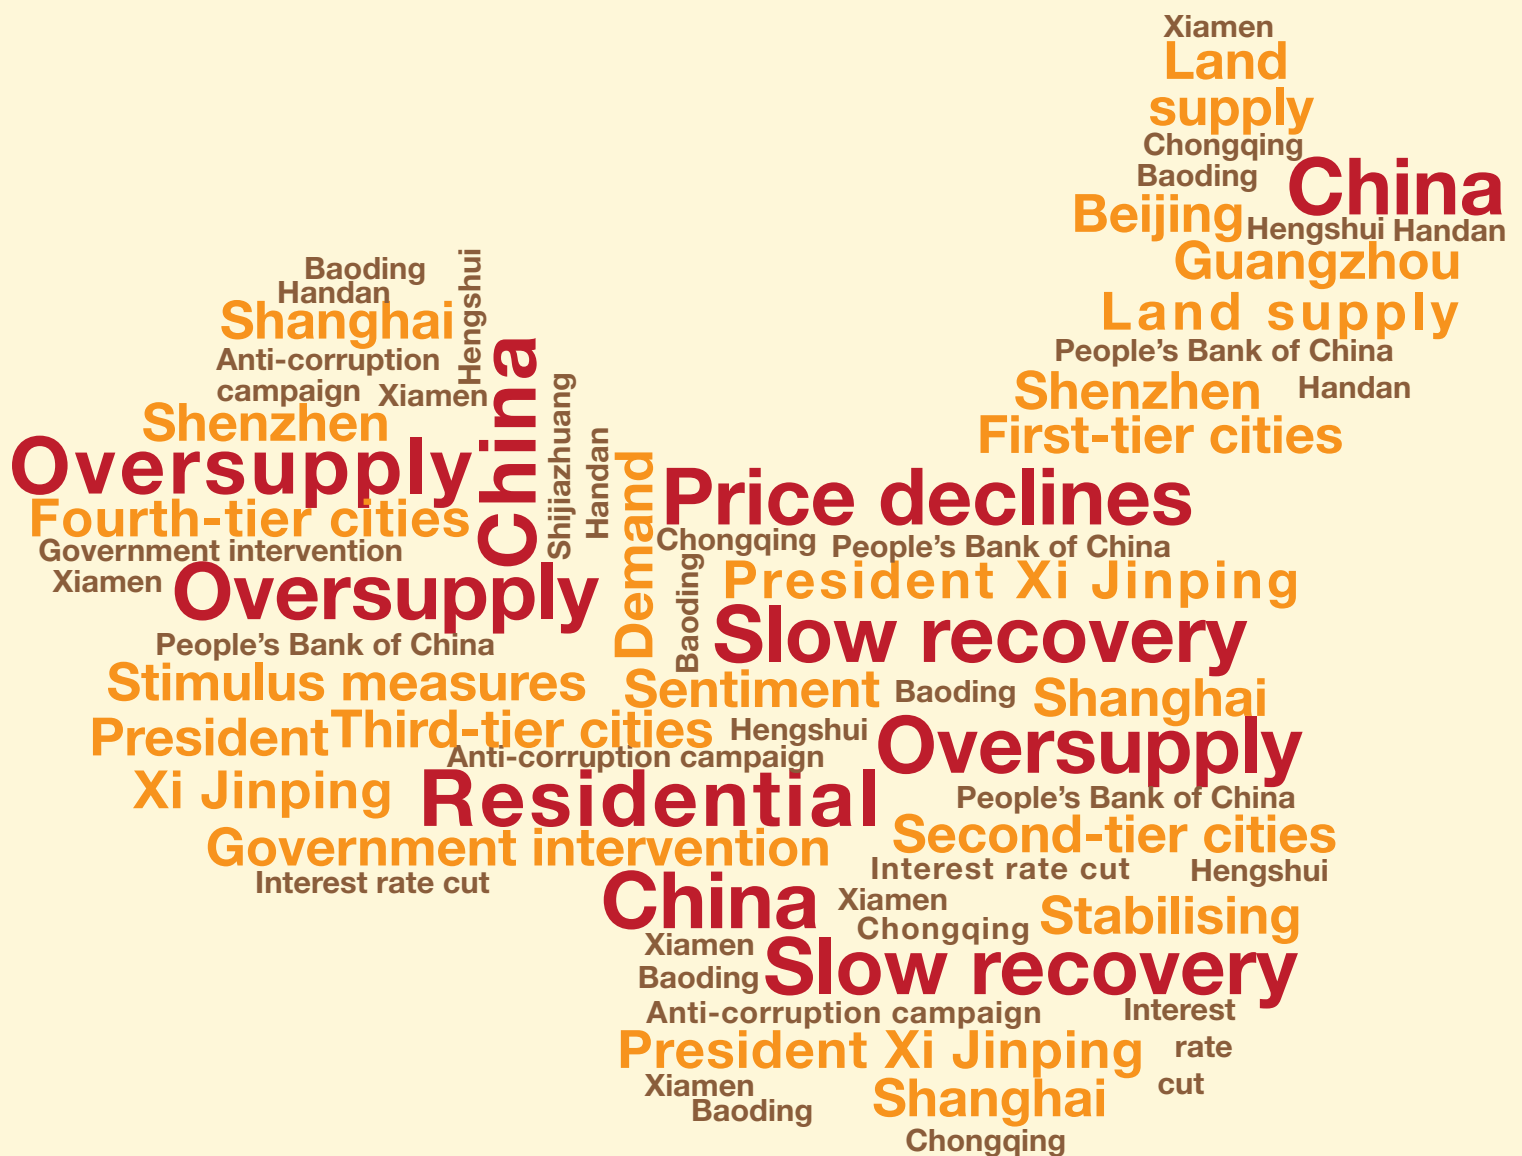 Xiamen
Land
supply
Chongqing
Baoding
China
Beijing
Hengshui Handan
Guangzhou
Land supply
People's Bank of China
Shenzhen
Handan
First-tier cities
Baoding
Handan
Hengshui
Shanghai
Anti-corruption
campaign
Xiamen
China
Shenzhen
Shijiazhuang
Handan
Oversupply
Fourth-tier cities
Government intervention
Xiamen
Oversupply
People's Bank of China
Demand
Price declines
Chongqing
People's Bank of China
Baoding
President Xi Jinping
Slow recovery
Stimulus measures
Sentiment
Baoding
Shanghai
President
Xi Jinping
Third-tier cities
Hengshui
Oversupply
Anti-corruption campaign
Residential
People's Bank of China
Government intervention
Second-tier cities
Interest rate cut
Interest rate cut
Hengshui
China
Xiamen
Chongqing
Stabilising
Xiamen
Baoding
Slow recovery
Anti-corruption campaign
Interest
rate
cut
President Xi Jinping
Xiamen
Baoding
Shanghai
Chongqing